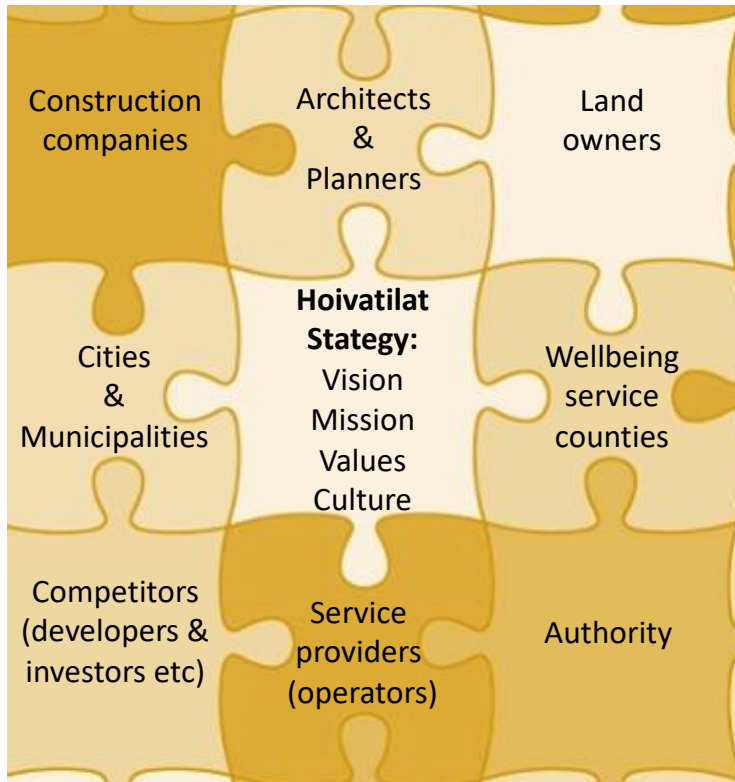 Construction
companies
Architects
&
Planners
Land
owners
Cities
&
Municipalities
Hoivatilat
Stategy:
Vision
Mission
Values
Culture
Wellbeing
service
counties
Competitors
(developers &
investors etc)
Service
providers
(operators)
Authority